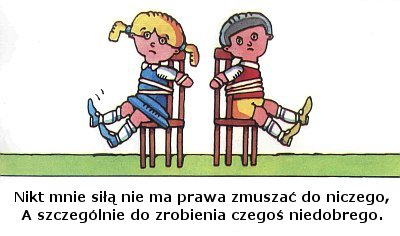 Nikt mnie siłą nie ma prawa zmuszać do niczego,
A szczególnie do zrobienia czegoś niedobrego.